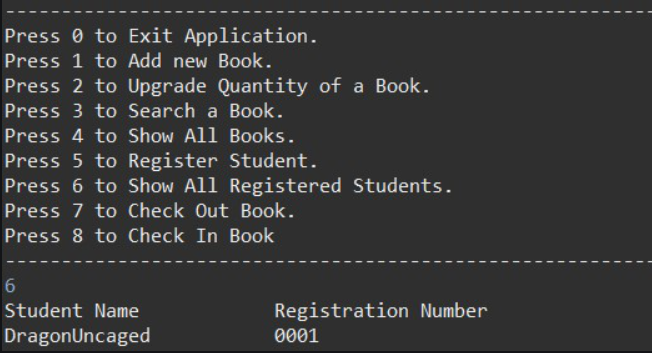 Press 0 to Exit Application.
Press 1 to Add new Book.
Press 2 to Upgrade Quantity of a Book.
Press 3 to Search a Book.
Press 4 to Show All Books.
Press 5 to Register Student.
Press 6 to Show All Registered Students.
Press 7 to Check Out Book.
Press 8 to Check In Book
6
Student Name Registration Number
DragonUncaged 0001